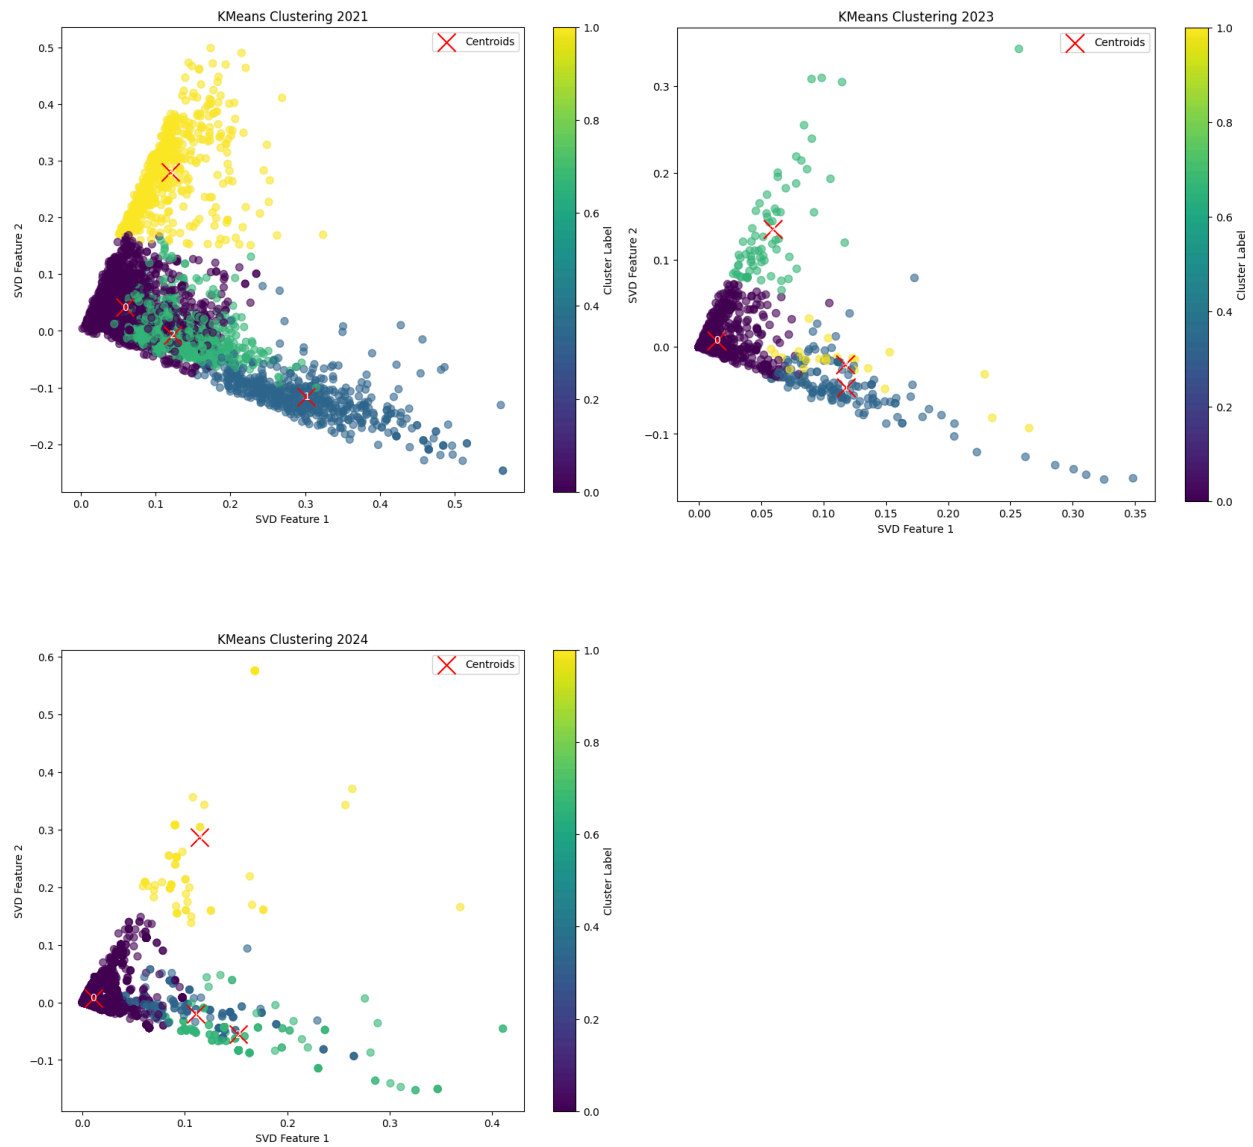 KMeans Clustering 2021
Centroids
0.5
0.4
0.3
0.2
0.1
0.0
−0.1
−0.2
SVD Feature 2
0.0 0.1 0.2 0.3 0.4 0.5
SVD Feature 1
0
1
1.0
0.8
0.6
0.4
0.2
0.0
Cluster Label
KMeans Clustering 2023
Centroids
0.3
0.2
0.1
0.0
−0.1
SVD Feature 2
0.00 0.05 0.10 0.15 0.20 0.25 0.30 0.35
SVD Feature 1
0
1.0
0.8
0.6
0.4
0.2
0.0
Cluster Label
KMeans Clustering 2024
Centroids
0.6
0.5
0.4
0.3
0.2
0.1
0.0
−0.1
SVD Feature 2
0.0 0.1 0.2 0.3 0.4
SVD Feature 1
0
1.0
0.8
0.6
0.4
0.2
0.0
Cluster Label